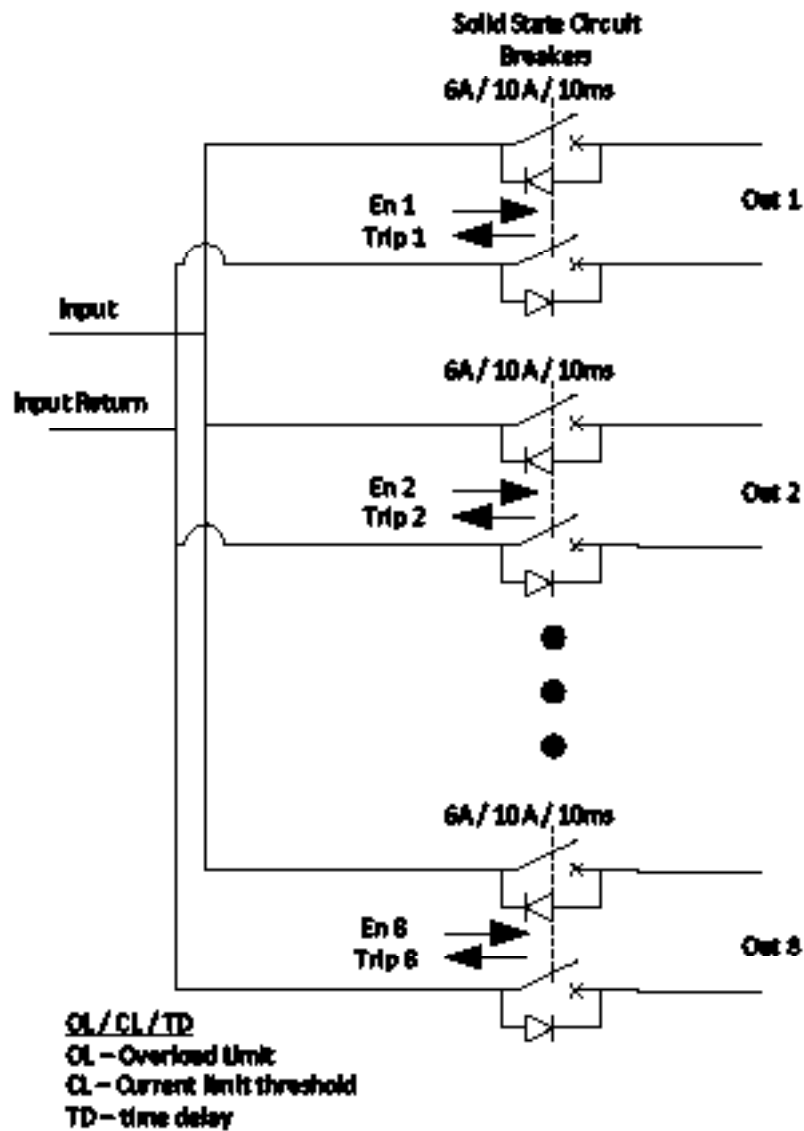 Solid State Circuit
Breakers
6A / 10A / 10ms
En 1
Trip 1
Out 1
Input
Input Return
6A / 10A / 10ms
En 2
Trip 2
Out 2
6A / 10A / 10ms
En 8
Trip 8
Out 8
OL / CL / TD
OL – Overload Limit
CL – Current limit threshold
TD – time delay